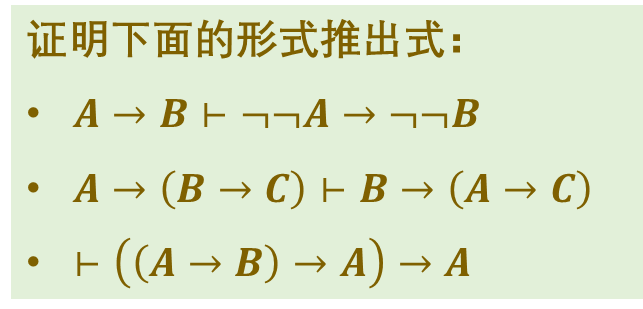 证明下面的形式推出式：
• A → B ⊢ ¬¬A → ¬¬B
• A → (B → C) ⊢ B → (A → C)
• ⊢ ((A → B) → A) → A